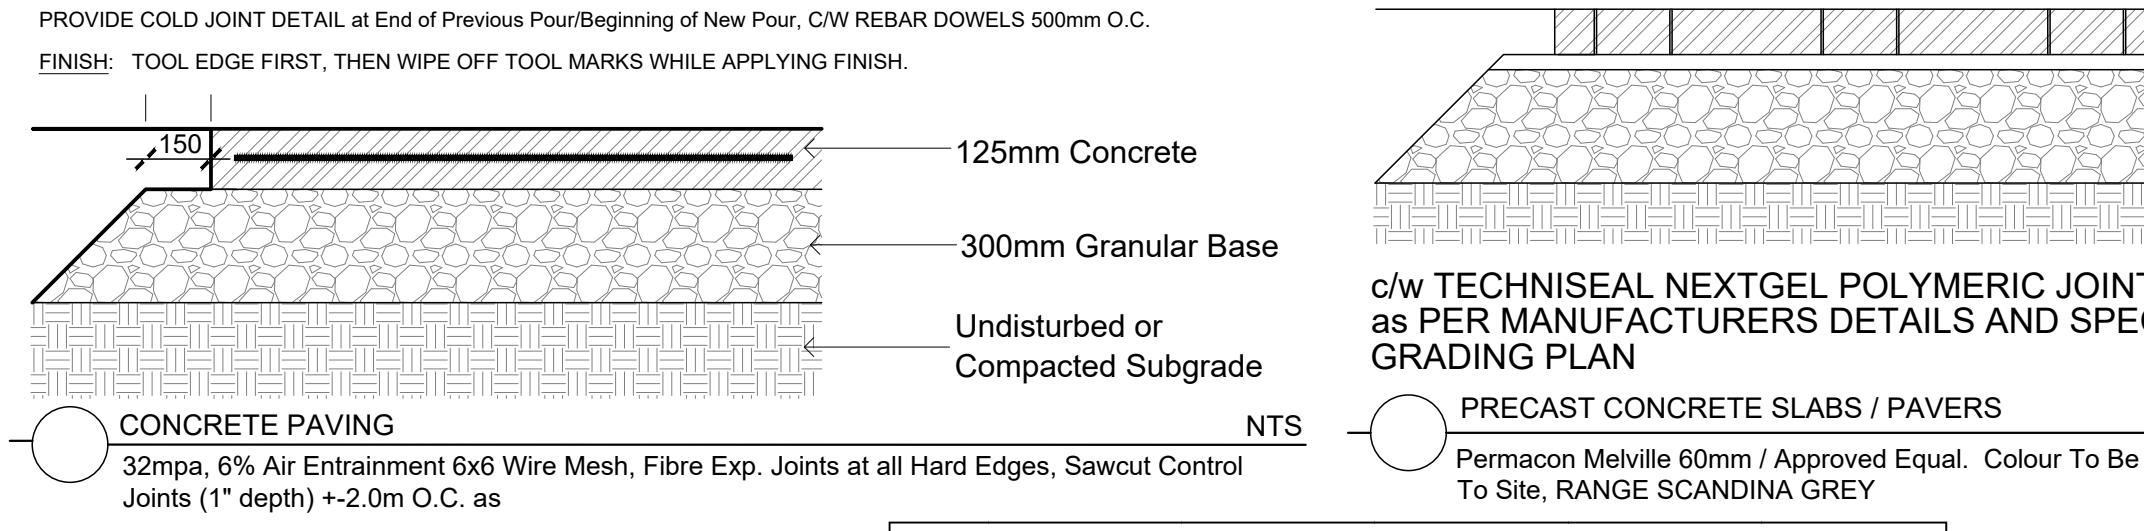 PROVIDE COLD JOINT DETAIL at End of Previous Pour/Beginning of New Pour, C/W REBAR DOWELS 500mm O.C.
FINISH: TOOL EDGE FIRST, THEN WIPE OFF TOOL MARKS WHILE APPLYING FINISH.
150
125mm Concrete
300mm Granular Base
Undisturbed or
Compacted Subgrade
CONCRETE PAVING NTS
32mpa, 6% Air Entrainment 6x6 Wire Mesh, Fibre Exp. Joints at all Hard Edges, Sawcut Control
Joints (1" depth) +-2.0m O.C. as
c/w TECHNISEAL NEXTGEL POLYMERIC JOINT
as PER MANUFACTURERS DETAILS AND SPEC
GRADING PLAN
PRECAST CONCRETE SLABS / PAVERS
Permacon Melville 60mm / Approved Equal. Colour To Be
To Site, RANGE SCANDINA GREY